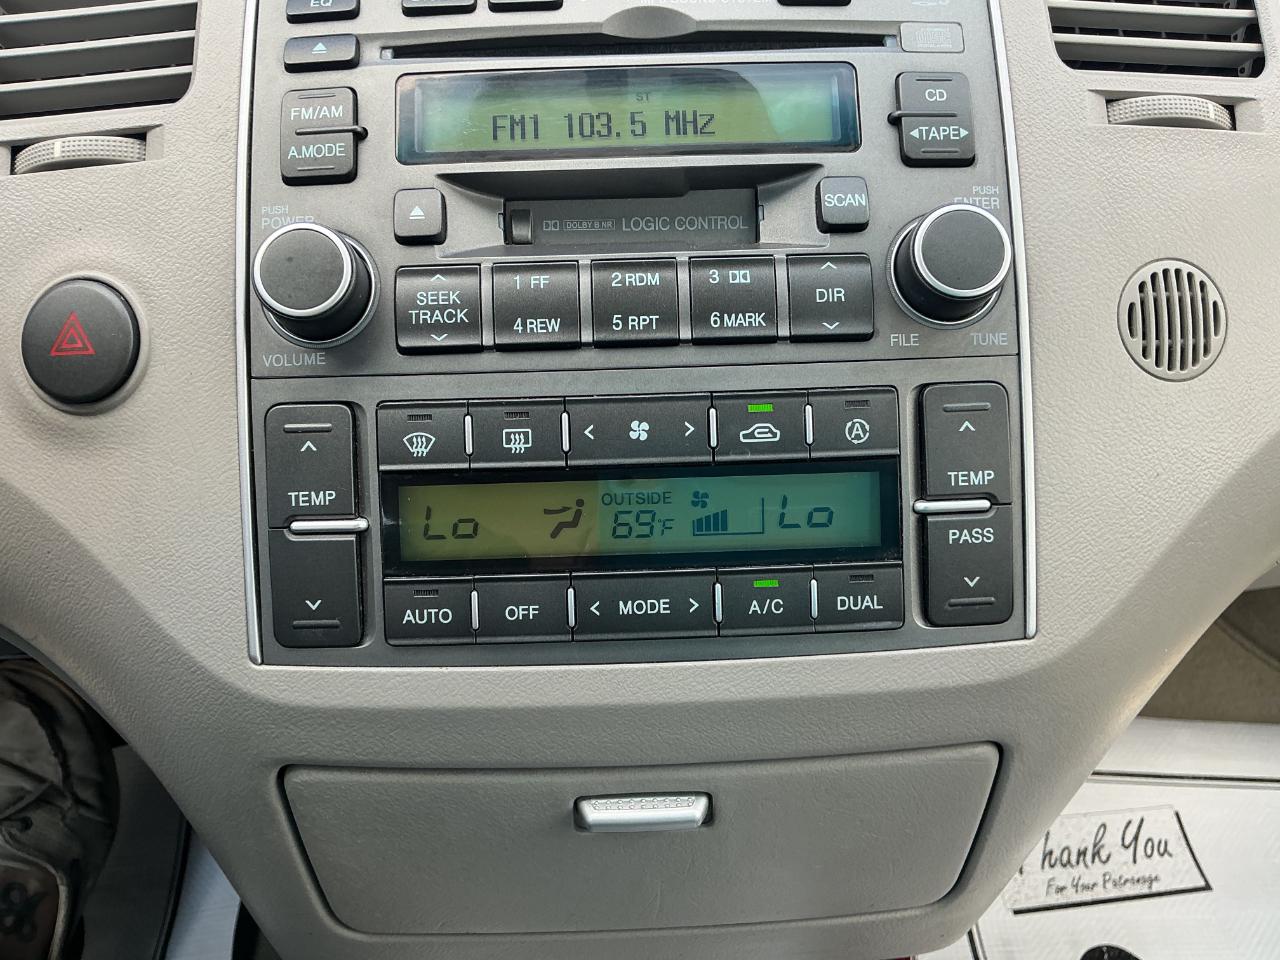 EQ
FM/AM
A.MODE
ST
FM1 103.5 MHz
CD
TAPE
PUSH
POWER
SCAN
PUSH
ENTER
DOLBY B NR LOGIC CONTROL
SEEK
TRACK
1 FF
4 REW
2 RDM
5 RPT
3
6 MARK
DIR
VOLUME
FILE
TUNE
A
TEMP
TEMP
PASS
OUTSIDE
Lo
69°F
Lo
AUTO
OFF
< MODE >
A/C
DUAL
Thank You
For Your Patronage